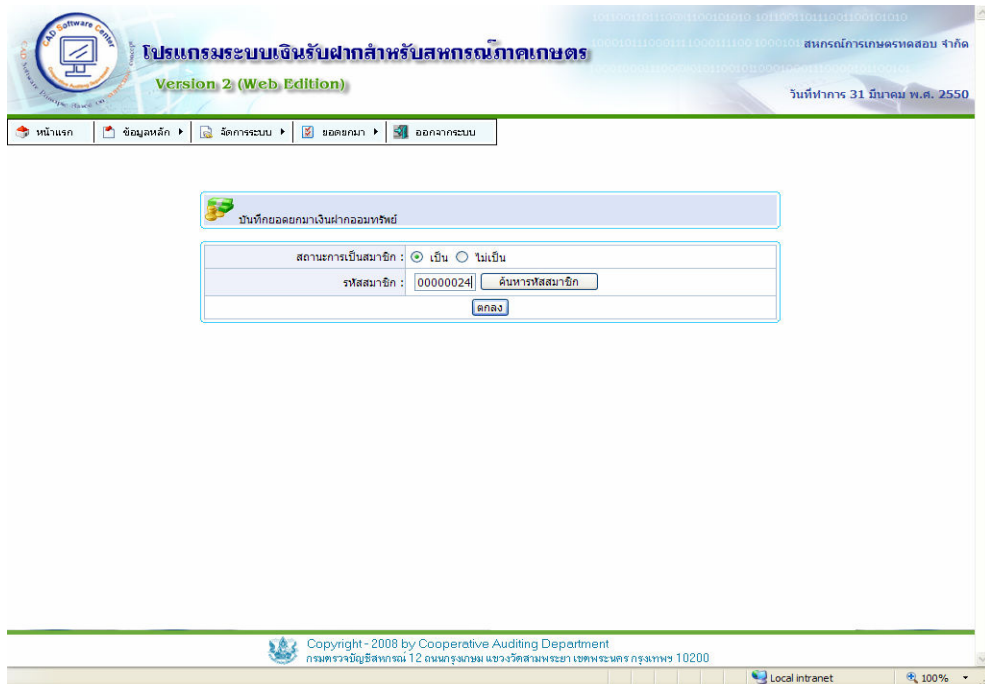 CAD Software Center
โปรแกรมระบบเงินรับฝากสำหรับสหกรณ์ภาคเกษตร
Version 2 (Web Edition)
สหกรณ์การเกษตรทดสอบ จำกัด
วันที่ทำการ 31 มีนาคม พ.ศ. 2550
หน้าแรก ข้อมูลหลัก จัดการระบบ ยอดยกมา ออกจากระบบ
บันทึกยอดยกมาเงินฝากออมทรัพย์
สถานะการเป็นสมาชิก : เป็น ไม่เป็น
รหัสสมาชิก : 00000024 ค้นหารหัสสมาชิก
ตกลง
Copyright - 2008 by Cooperative Auditing Department
กรมตรวจบัญชีสหกรณ์ 12 ถนนกรุงเกษม แขวงวัดสามพระยา เขตพระนคร กรุงเทพฯ 10200
Local intranet 100%